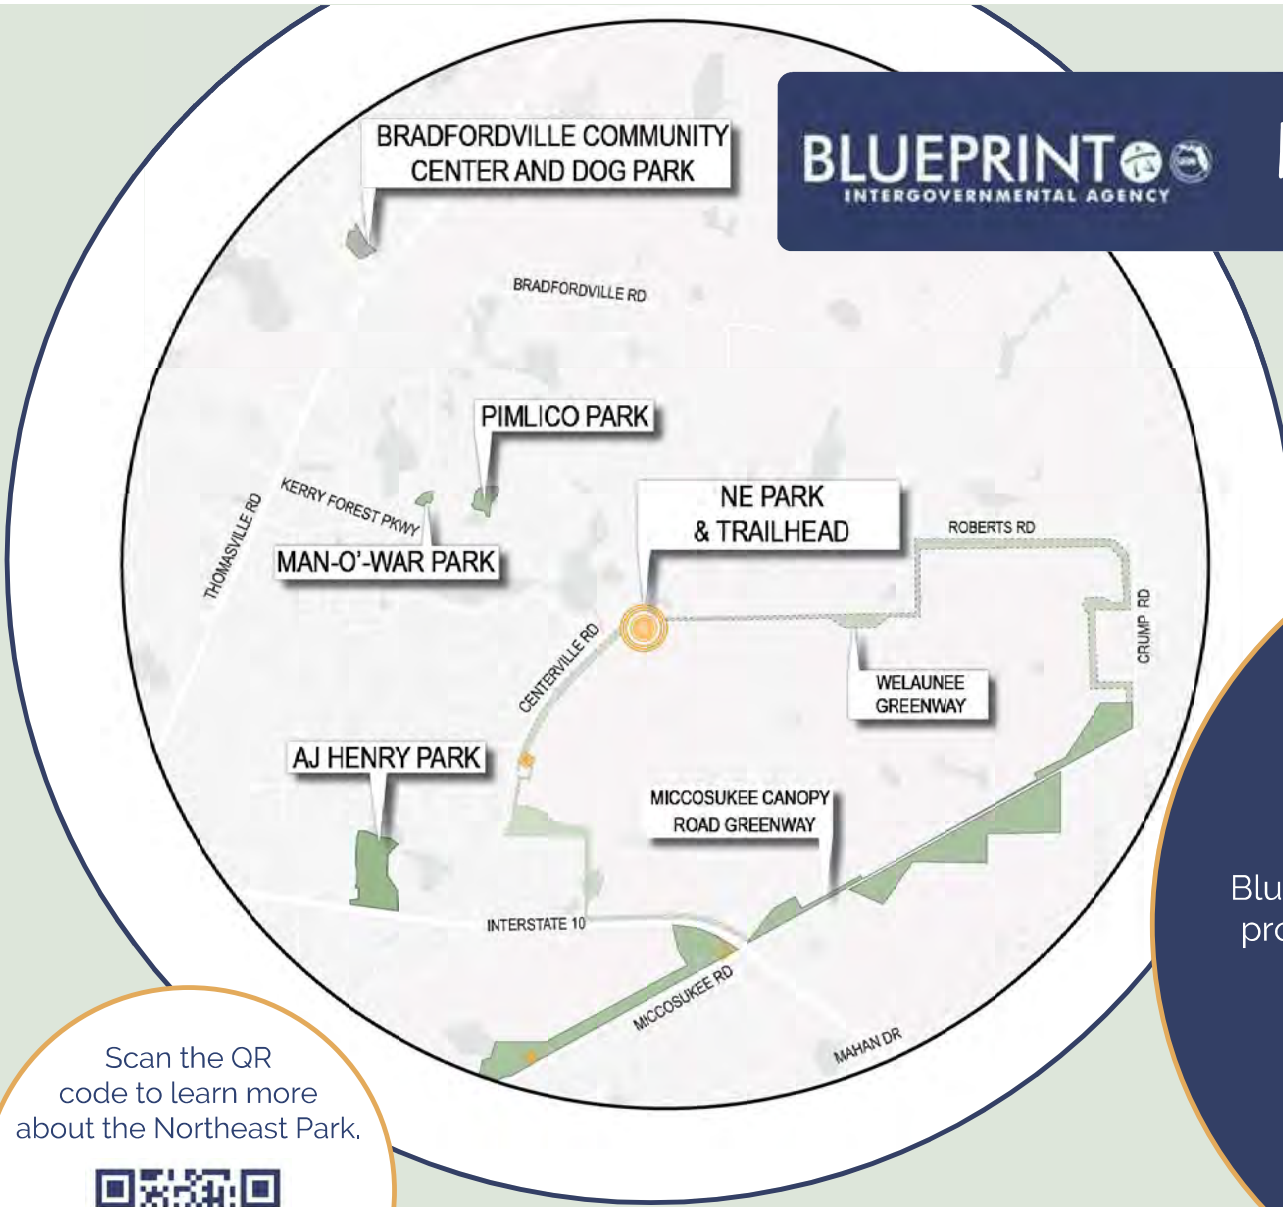 BRADFORDVILLE COMMUNITY
CENTER AND DOG PARK
BLUEPRINT
INTERGOVERNMENTAL AGENCY
BRADFORDVILLE RD
PIMLICO PARK
KERRY FOREST PKWY
THOMASVILLE RD
MAN-O'-WAR PARK
NE PARK
& TRAILHEAD
ROBERTS RD
CRUMP RD
CENTERVILLE RD
WELAUNEE
GREENWAY
AJ HENRY PARK
MICCOSUKEE CANOPY
ROAD GREENWAY
INTERSTATE 10
MICCOSUKEE RD
MAHAN DR
Blu
pro
Scan the QR
code to learn more
about the Northeast Park.